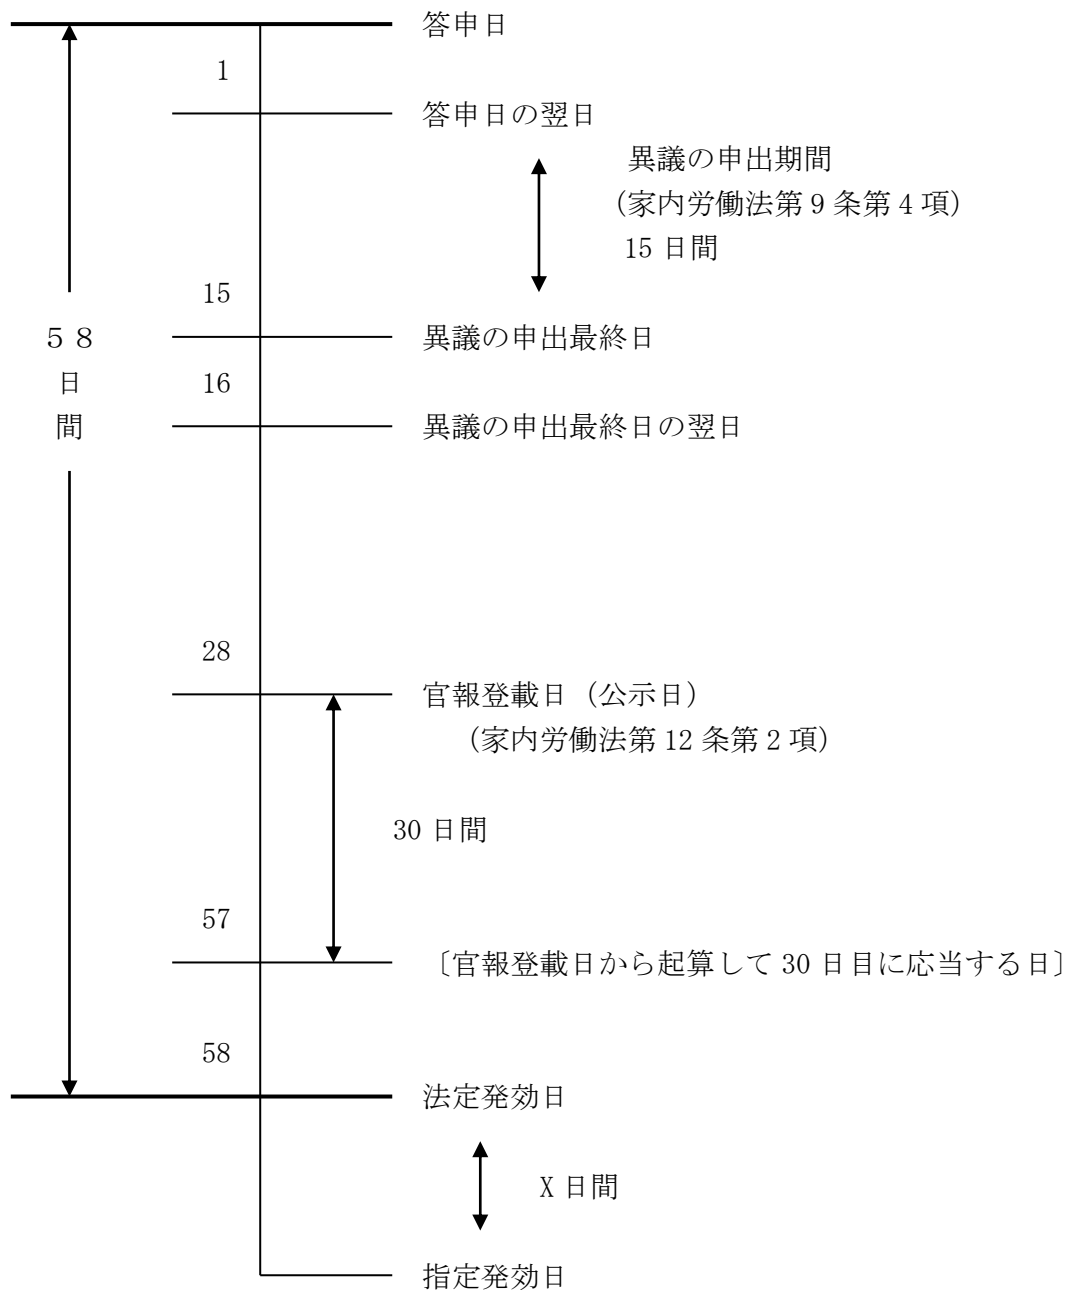 答申日
1
答申日の翌日
異議の申出期間
(家内労働法第9条第4項)
15日間
15
異議の申出最終日
58
日
間
16
異議の申出最終日の翌日
28
官報登載日（公示日）
(家内労働法第12条第2項)
30日間
57
〔官報登載日から起算して30日目に応当する日〕
58
法定発効日
X日間
指定発効日